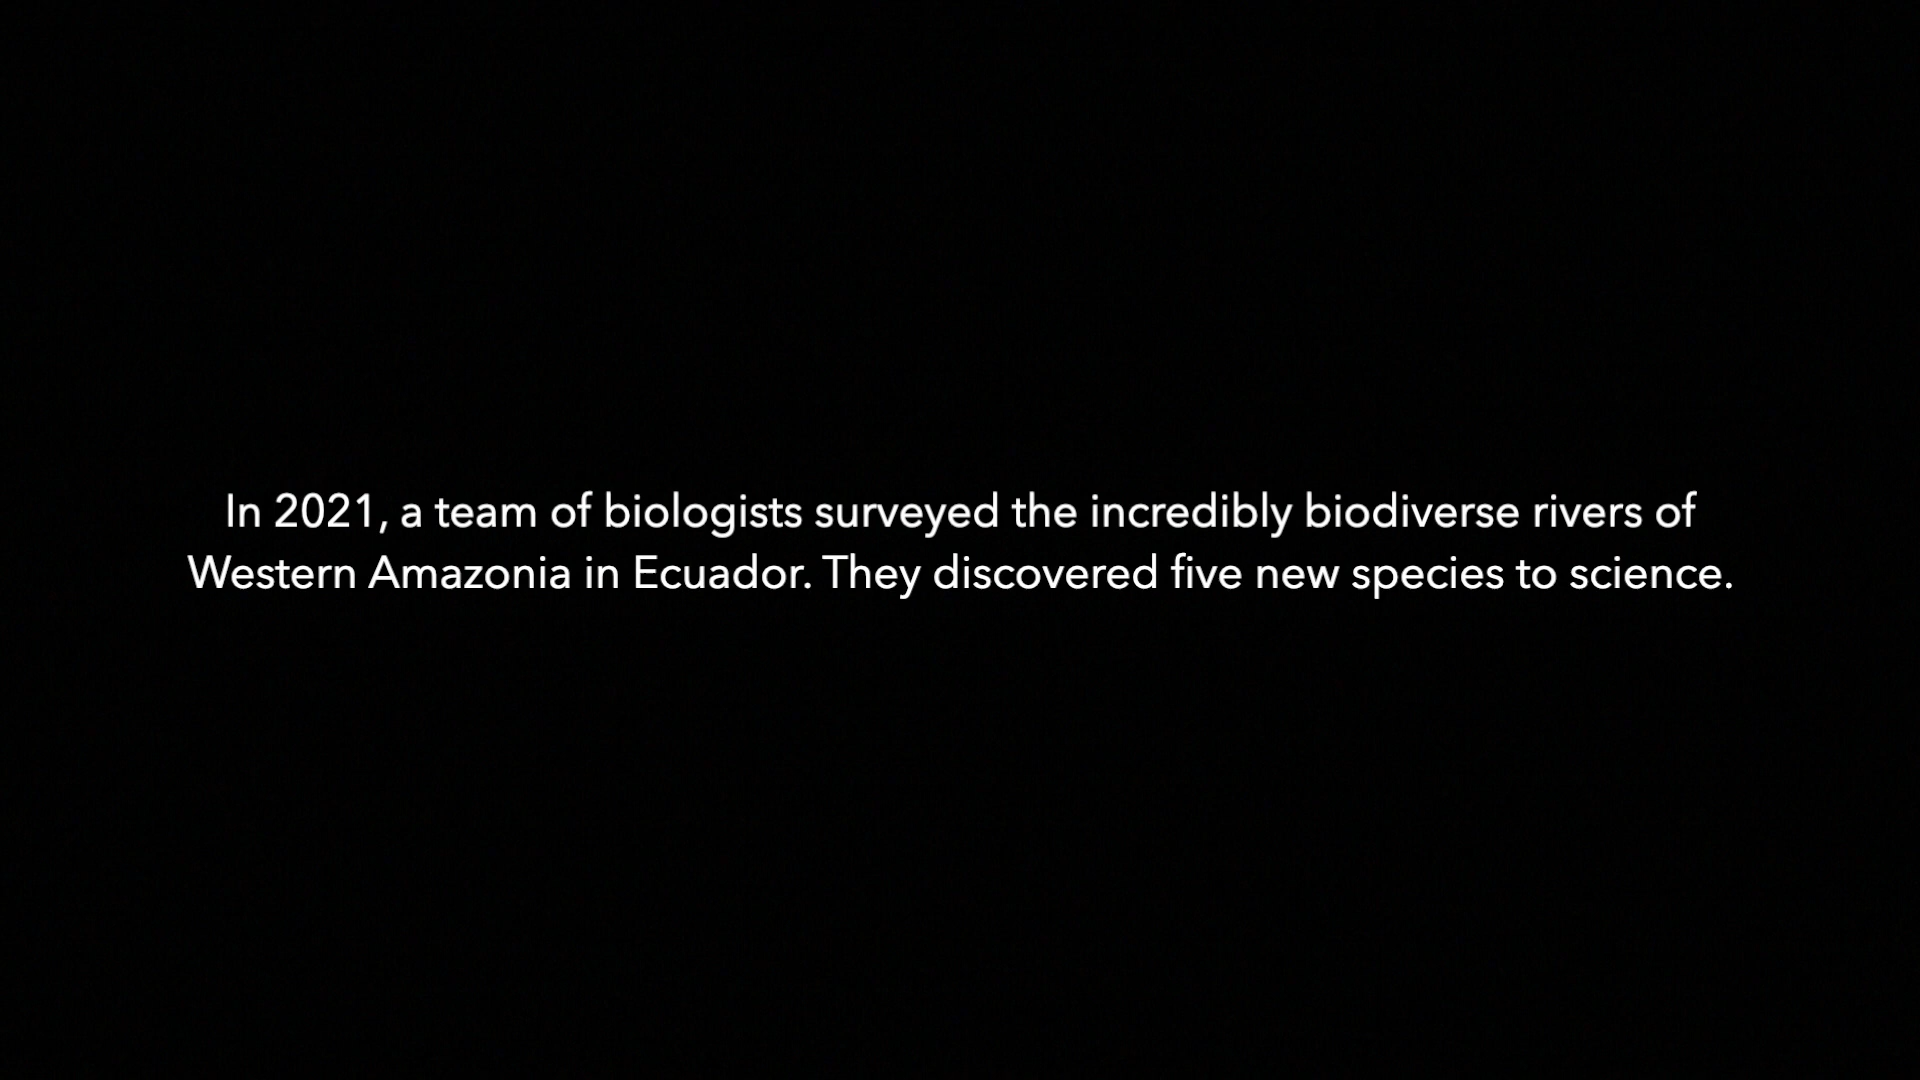 In 2021, a team of biologists surveyed the incredibly biodiverse rivers of
Western Amazonia in Ecuador. They discovered five new species to science.